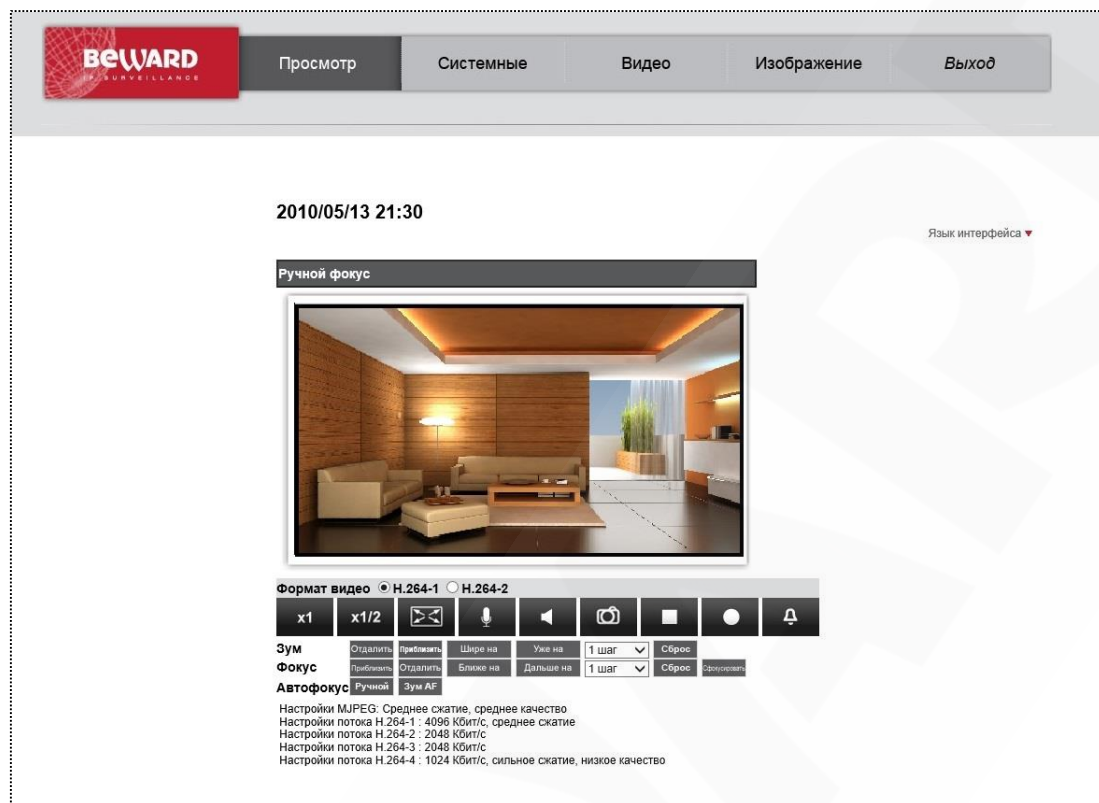 BEWARD
IP SURVEILLANCE
Просмотр
Системные
Видео
Изображение
Выход
2010/05/13 21:30
Язык интерфейса
Ручной фокус
Формат видео H.264-1 H.264-2
x1 x1/2
Зум Отдалить Приблизить Шире на Уже на 1 шаг Сброс
Фокус Приблизить Отдалить Ближе на Дальше на 1 шаг Сброс Сфокусировать
Автофокус Ручной Зум AF
Настройки MJPEG: Среднее сжатие, среднее качество
Настройки потока H.264-1 : 4096 Кбит/с, среднее сжатие
Настройки потока H.264-2 : 2048 Кбит/с
Настройки потока H.264-3 : 2048 Кбит/с
Настройки потока H.264-4 : 1024 Кбит/с, сильное сжатие, низкое качество